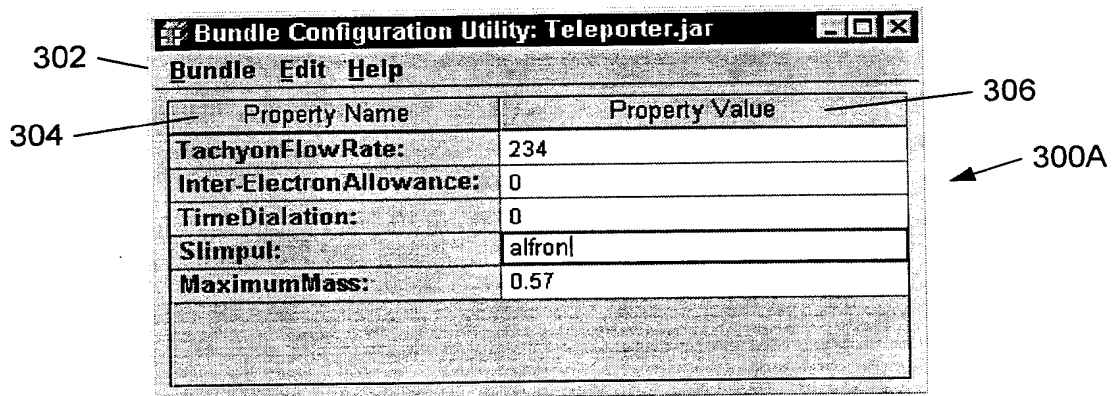 Bundle Configuration Utility: Teleporter.jar
302
Bundle Edit Help
306
Property Name Property Value
304
TachyonFlowRate: 234
300A
Inter-ElectronAllowance: 0
TimeDialation: 0
Slimpul: alfron
MaximumMass: 0.57